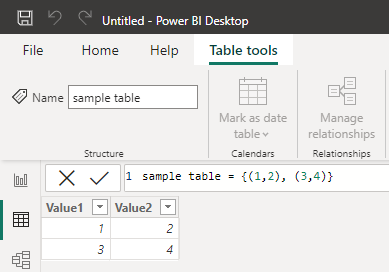 Untitled - Power BI Desktop
File Home Help Table tools
Name sample table
Mark as date
table
Manage
relationships
Structure Calendars Relationships
1 sample table = {(1,2), (3,4)}
Value1 Value2
1 2
3 4